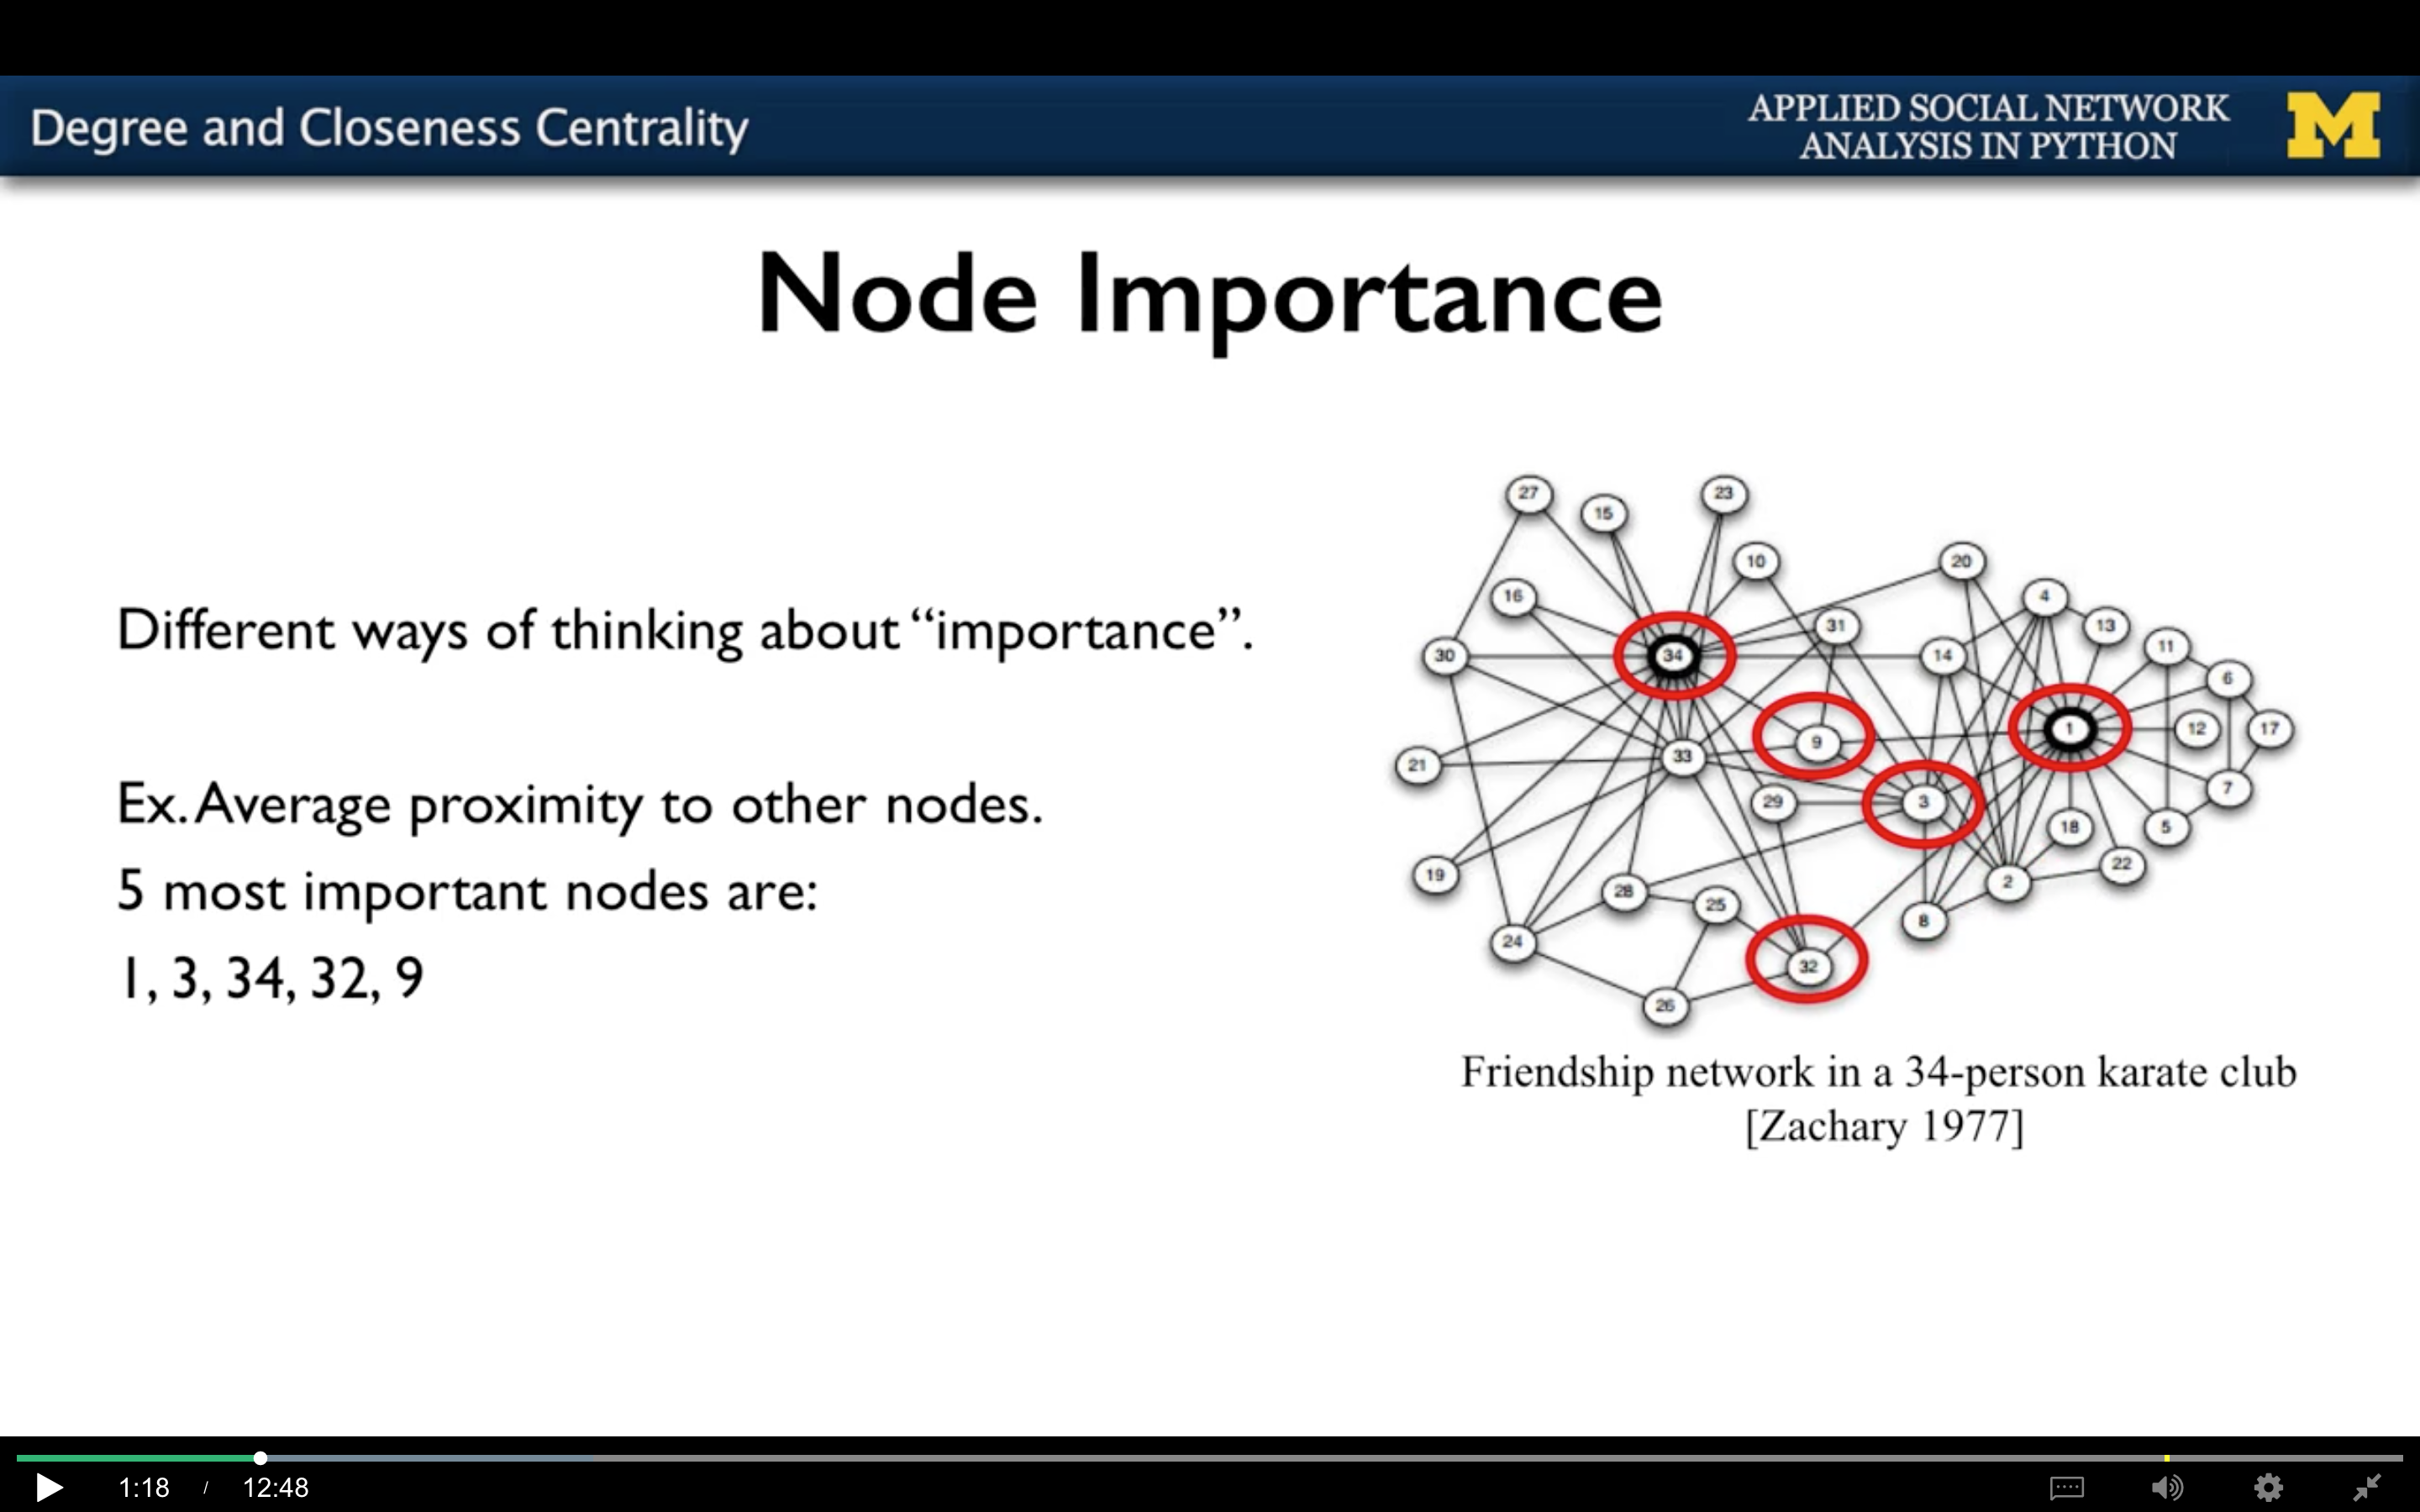 Degree and Closeness Centrality
APPLIED SOCIAL NETWORK
ANALYSIS IN PYTHON
M
Node Importance
Different ways of thinking about “importance”.
Ex. Average proximity to other nodes.
5 most important nodes are:
1, 3, 34, 32, 9
27
15
23
10
20
16
4
31
13
30
34
14
11
6
9
1
12
17
21
33
29
3
7
18
5
19
28
25
2
22
8
24
32
26
Friendship network in a 34-person karate club
[Zachary 1977]
1:18 / 12:48